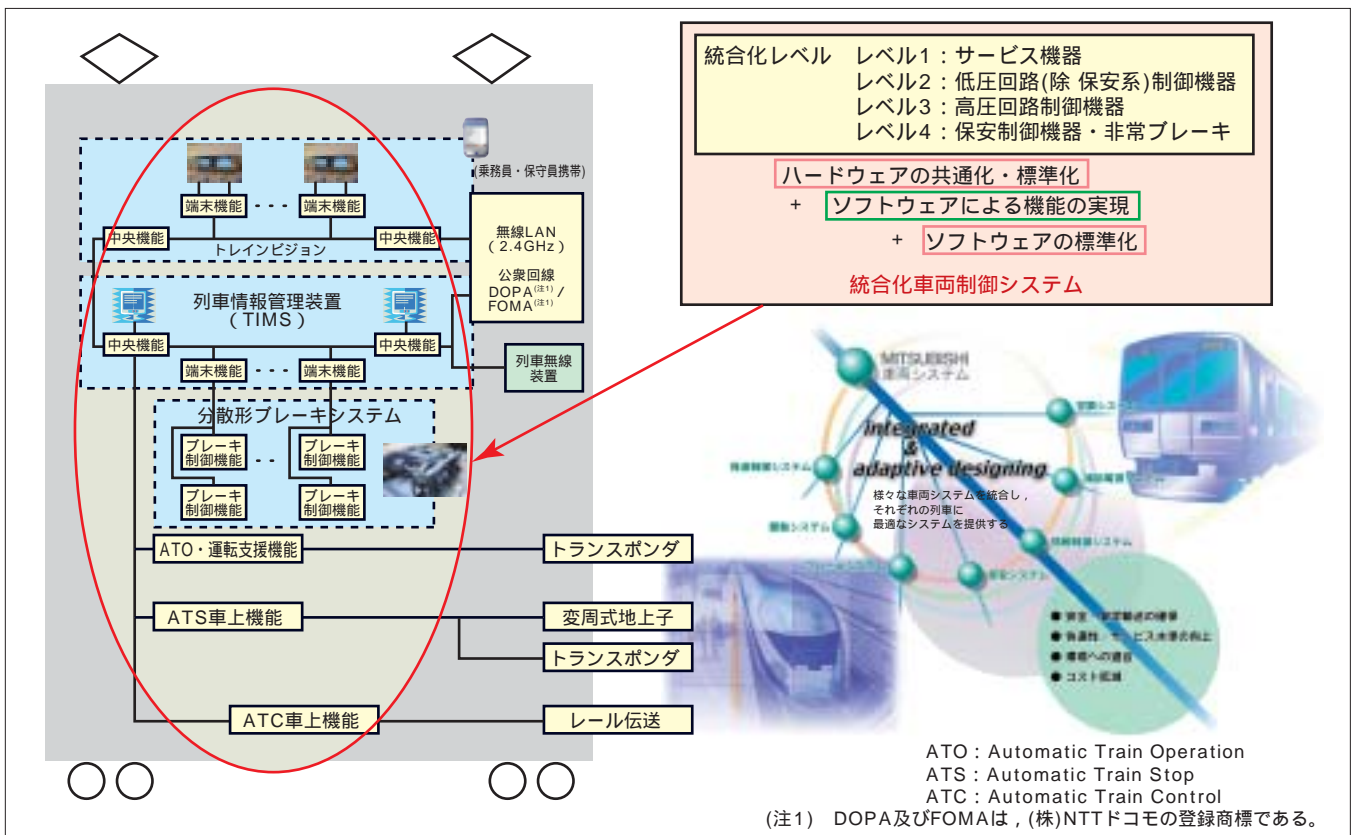 統合化レベル レベル1:サービス機器
レベル2:低圧回路(除 保安系)制御機器
レベル3:高圧回路制御機器
レベル4:保安制御機器・非常ブレーキ
ハードウェアの共通化・標準化
+ ソフトウェアによる機能の実現
+ ソフトウェアの標準化
統合化車両制御システム
(乗務員・保守員携帯)
端末機能 - - - 端末機能
中央機能 中央機能
トレインビジョン
無線LAN
(2.4GHz)
公衆回線
DOPA(注1)/
FOMA(注1)
列車情報管理装置
(TIMS)
中央機能 中央機能
端末機能 - - - 端末機能
列車無線
装置
分散形ブレーキシステム
ブレーキ
制御機能
- -
ブレーキ
制御機能
ブレーキ
制御機能
ブレーキ
制御機能
ATO・運転支援機能 トランスポンダ
ATS車上機能 変周式地上子
トランスポンダ
ATC車上機能 レール伝送
MITSUBISHI
車両システム
integrated
&
adaptive designing
様々な車両システムを統合し,
それぞれの列車に
最適なシステムを提供する
ブレーキシステム
● コスト低減
ATO:Automatic Train Operation
ATS:Automatic Train Stop
ATC:Automatic Train Control
(注1) DOPA及びFOMAは,(株)NTTドコモの登録商標である。